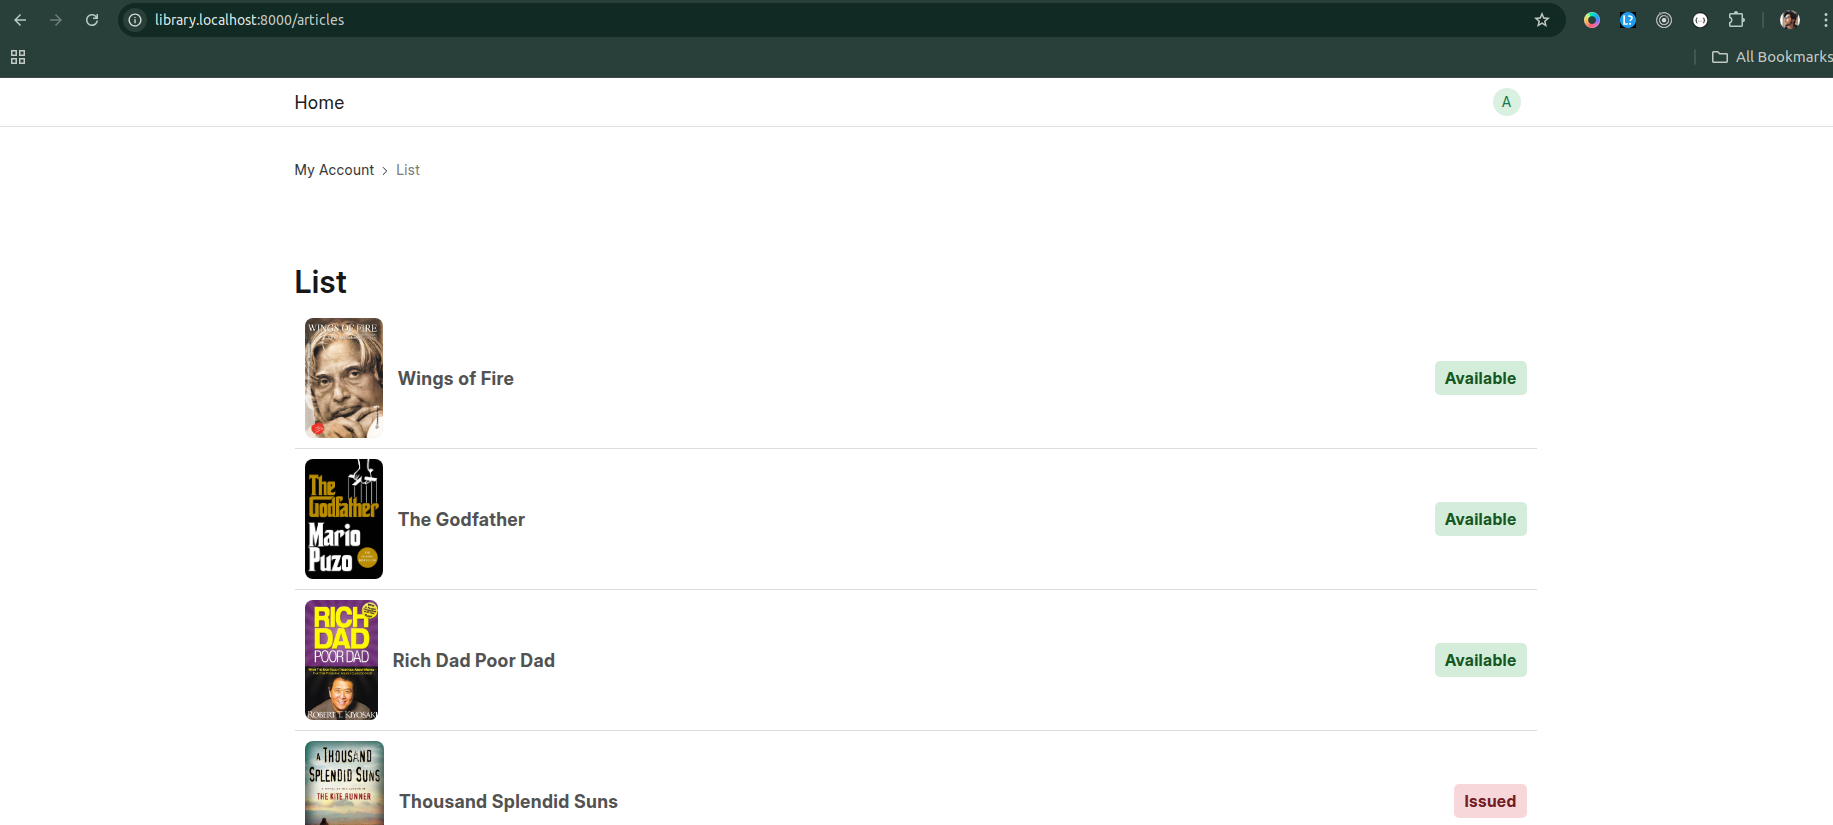 library.localhost:8000/articles
All Bookmarks
Home
A
My Account > List
List
WINGS OF FIRE
Wings of Fire
Available
The
Godfather
Mario
Puzo
The Godfather
Available
RICH
DAD
POOR DAD
ROBERT T. KIYOSAKI
Rich Dad Poor Dad
Available
A THOUSAND
SPLENDID SUNS
THE KITE RUNNER
Thousand Splendid Suns
Issued